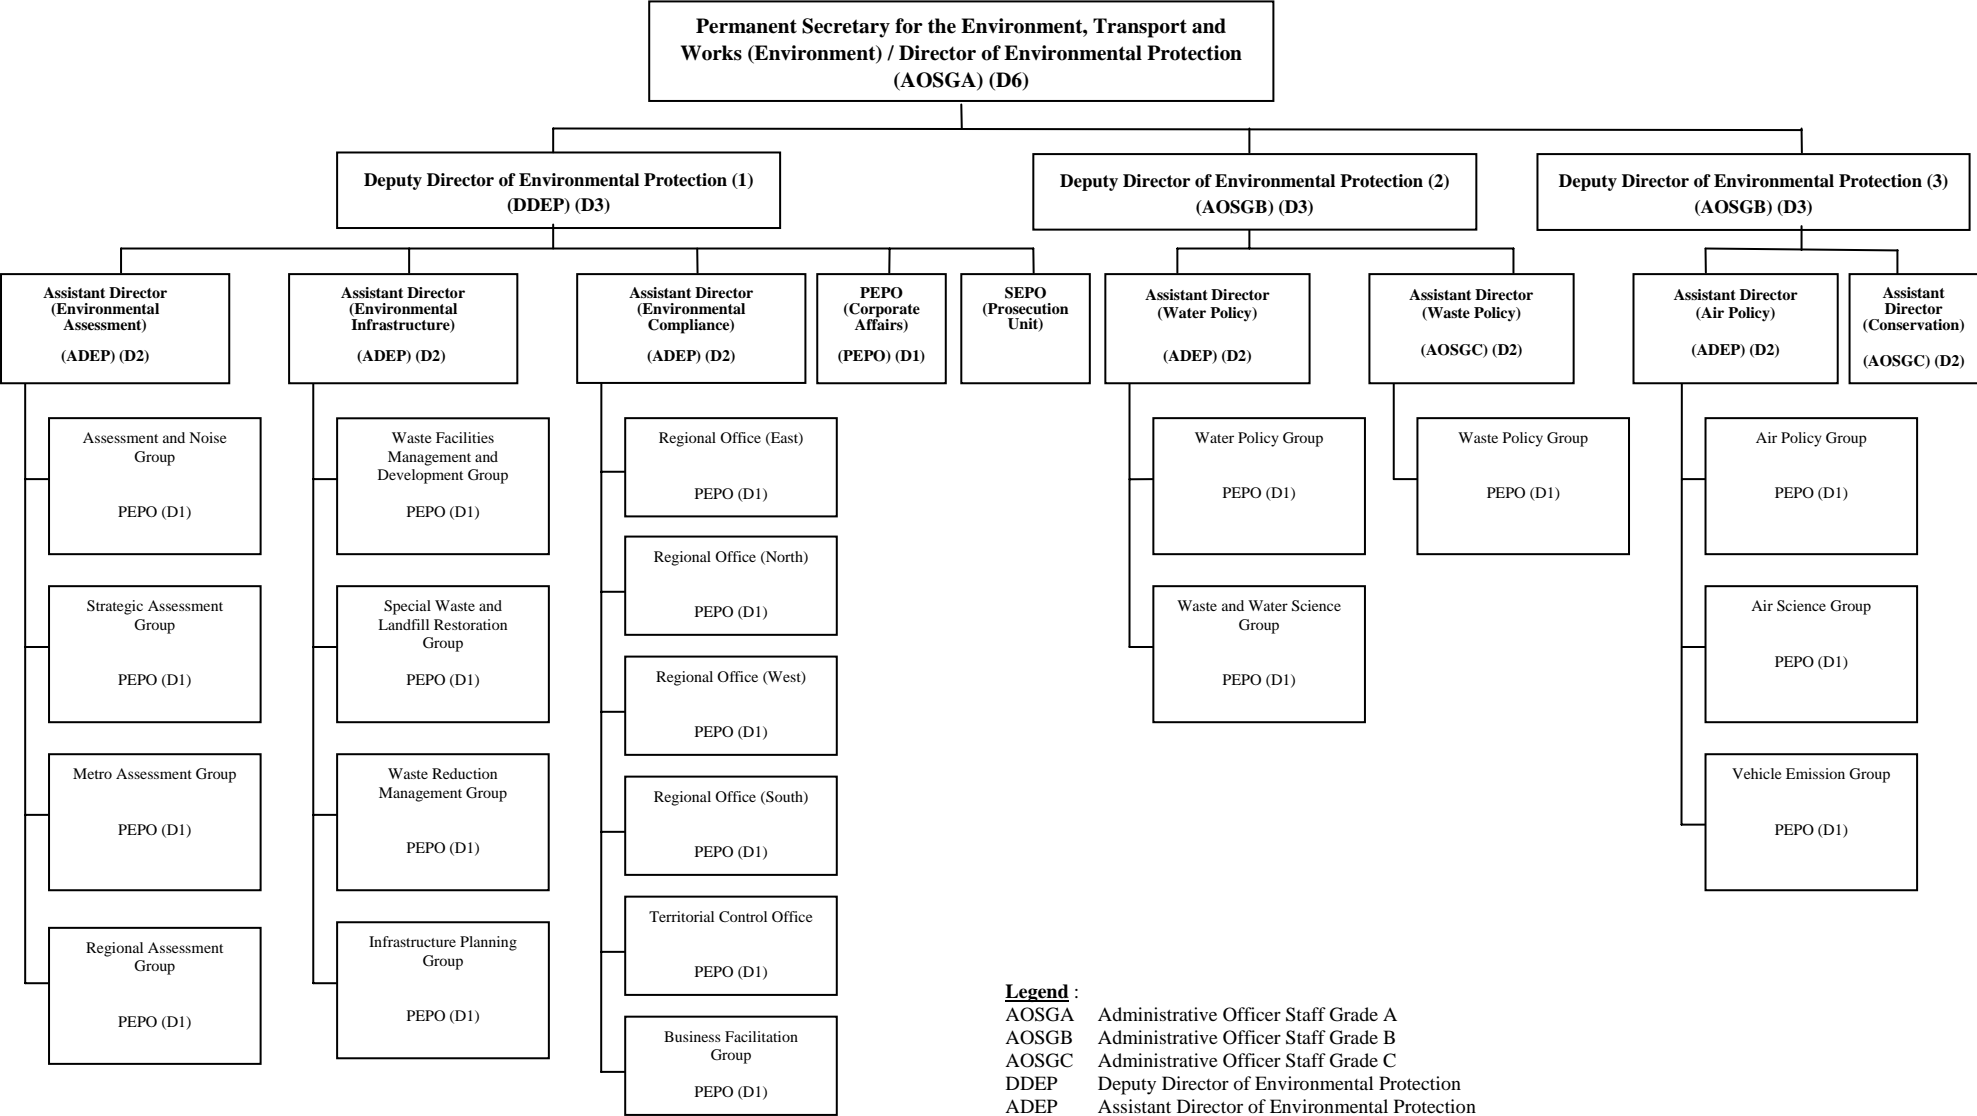 Permanent Secretary for the Environment, Transport and
Works (Environment) / Director of Environmental Protection
(AOSGA) (D6)
Deputy Director of Environmental Protection (1)
(DDEP) (D3)
Deputy Director of Environmental Protection (2)
(AOSGB) (D3)
Deputy Director of Environmental Protection (3)
(AOSGB) (D3)
Assistant Director
(Environmental
Assessment)
(ADEP) (D2)
Assistant Director
(Environmental
Infrastructure)
(ADEP) (D2)
Assistant Director
(Environmental
Compliance)
(ADEP) (D2)
PEPO
(Corporate
Affairs)
(PEPO) (D1)
SEPO
(Prosecution
Unit)
Assistant Director
(Water Policy)
(ADEP) (D2)
Assistant Director
(Waste Policy)
(AOSGC) (D2)
Assistant Director
(Air Policy)
(ADEP) (D2)
Assistant
Director
(Conservation)
(AOSGC) (D2)
Assessment and Noise
Group
PEPO (D1)
Strategic Assessment
Group
PEPO (D1)
Metro Assessment Group
PEPO (D1)
Regional Assessment
Group
PEPO (D1)
Waste Facilities
Management and
Development Group
PEPO (D1)
Special Waste and
Landfill Restoration
Group
PEPO (D1)
Waste Reduction
Management Group
PEPO (D1)
Infrastructure Planning
Group
PEPO (D1)
Regional Office (East)
PEPO (D1)
Regional Office (North)
PEPO (D1)
Regional Office (West)
PEPO (D1)
Regional Office (South)
PEPO (D1)
Territorial Control Office
PEPO (D1)
Business Facilitation
Group
PEPO (D1)
Water Policy Group
PEPO (D1)
Waste and Water Science
Group
PEPO (D1)
Waste Policy Group
PEPO (D1)
Air Policy Group
PEPO (D1)
Air Science Group
PEPO (D1)
Vehicle Emission Group
PEPO (D1)
Legend :
AOSGA Administrative Officer Staff Grade A
AOSGB Administrative Officer Staff Grade B
AOSGC Administrative Officer Staff Grade C
DDEP Deputy Director of Environmental Protection
ADEP Assistant Director of Environmental Protection